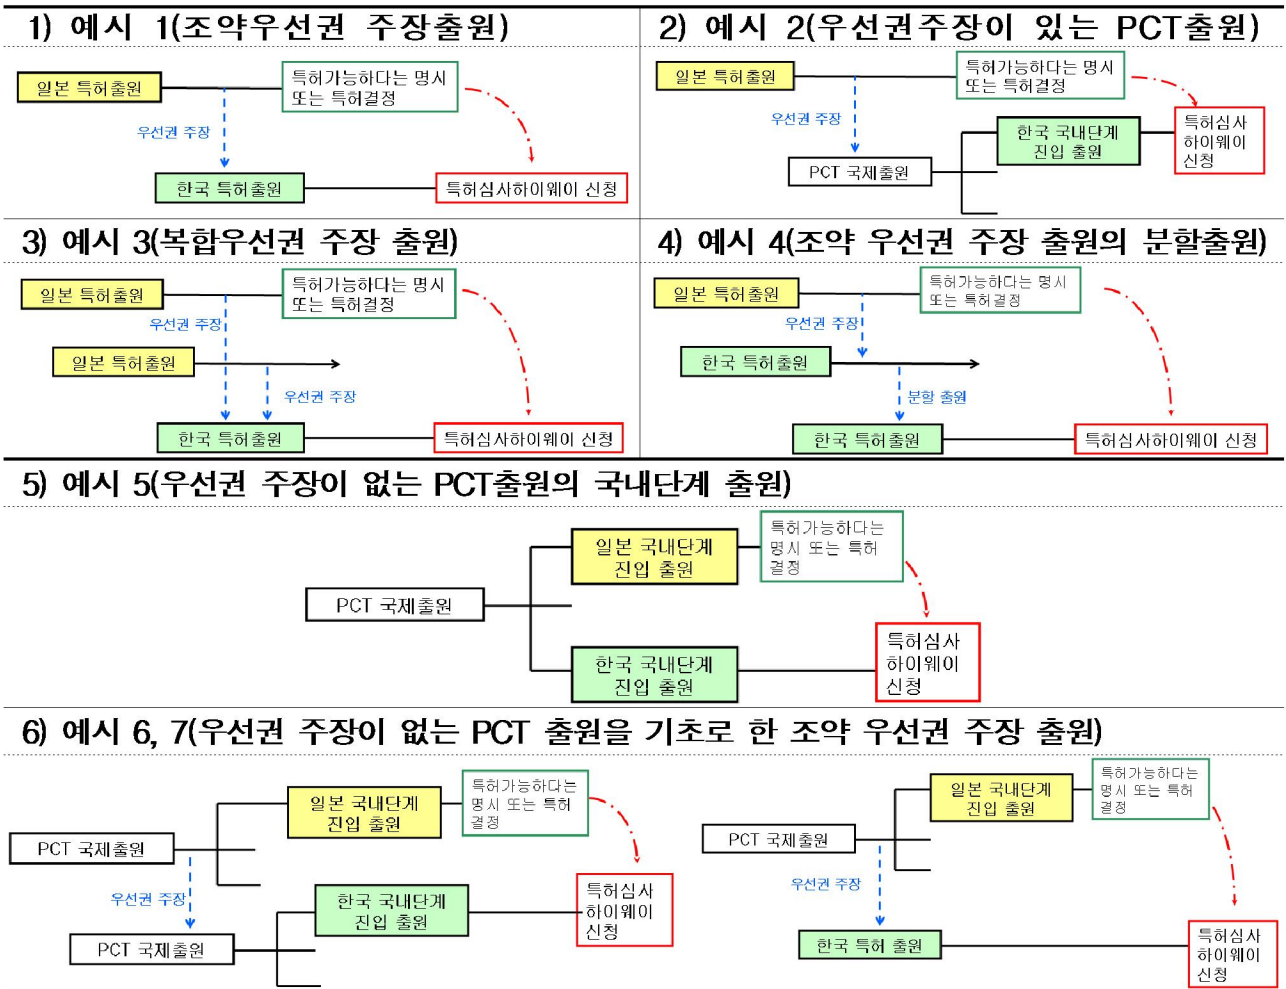 1) 예시 1(조약우선권 주장출원)
일본 특허출원
특허가능하다는 명시
또는 특허결정
우선권 주장
한국 특허출원
특허심사하이웨이 신청
2) 예시 2(우선권주장이 있는 PCT출원)
일본 특허출원
특허가능하다는 명시
또는 특허결정
우선권 주장
PCT 국제출원
한국 국내단계
진입 출원
특허심사
하이웨이
신청
3) 예시 3(복합우선권 주장 출원)
일본 특허출원
특허가능하다는 명시
또는 특허결정
우선권 주장
일본 특허출원
우선권 주장
한국 특허출원
특허심사하이웨이 신청
4) 예시 4(조약 우선권 주장 출원의 분할출원)
일본 특허출원
특허가능하다는 명시
또는 특허결정
우선권 주장
한국 특허출원
분할 출원
한국 특허출원
특허심사하이웨이 신청
5) 예시 5(우선권 주장이 없는 PCT출원의 국내단계 출원)
PCT 국제출원
일본 국내단계
진입 출원
특허가능하다는
명시 또는 특허
결정
한국 국내단계
진입 출원
특허심사
하이웨이
신청
6) 예시 6, 7(우선권 주장이 없는 PCT 출원을 기초로 한 조약 우선권 주장 출원)
PCT 국제출원
일본 국내단계
진입 출원
특허가능하다는
명시 또는 특허
결정
우선권 주장
PCT 국제출원
한국 국내단계
진입 출원
특허심사
하이웨이
신청
PCT 국제출원
일본 국내단계
진입 출원
특허가능하다는
명시 또는 특허
결정
우선권 주장
한국 특허 출원
특허심사
하이웨이
신청